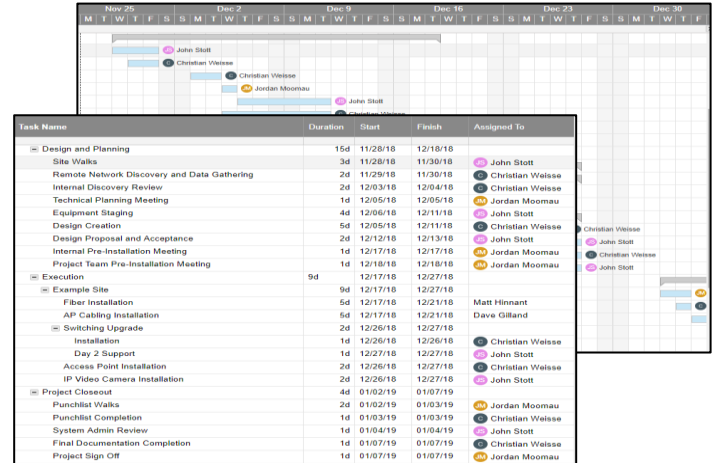 Nov 25 Dec 2 Dec 9 Dec 16 Dec 23 Dec 30
M T W T F S S M T W T F S S M T W T F S S M T W T F S S M T W T F S S M T W T F
JS John Stott
C Christian Weisse
C Christian Weisse
JM Jordan Moomau
JS John Stott
C Christian Weisse
Christian Weisse
JS John Stott
C Christian Weisse
JS John Stott
JM
C
Task Name Duration Start Finish Assigned To
Design and Planning 15d 11/28/18 12/18/18
Site Walks 3d 11/28/18 11/30/18 JS John Stott
Remote Network Discovery and Data Gathering 2d 11/29/18 11/30/18 C Christian Weisse
Internal Discovery Review 2d 12/03/18 12/04/18 C Christian Weisse
Technical Planning Meeting 1d 12/05/18 12/05/18 JM Jordan Moomau
Equipment Staging 4d 12/06/18 12/11/18 JS John Stott
Design Creation 5d 12/05/18 12/11/18 C Christian Weisse
Design Proposal and Acceptance 2d 12/12/18 12/13/18 JS John Stott
Internal Pre-Installation Meeting 1d 12/17/18 12/17/18 JM Jordan Moomau
Project Team Pre-Installation Meeting 1d 12/18/18 12/18/18 JM Jordan Moomau
Execution 9d 12/17/18 12/27/18
Example Site 9d 12/17/18 12/27/18
Fiber Installation 5d 12/17/18 12/21/18 Matt Hinnant
AP Cabling Installation 5d 12/17/18 12/21/18 Dave Gilland
Switching Upgrade 2d 12/26/18 12/27/18
Installation 1d 12/26/18 12/26/18 C Christian Weisse
Day 2 Support 1d 12/27/18 12/27/18 JS John Stott
Access Point Installation 2d 12/26/18 12/27/18 C Christian Weisse
IP Video Camera Installation 2d 12/26/18 12/27/18 JS John Stott
Project Closeout 4d 01/02/19 01/07/19
Punchlist Walks 2d 01/02/19 01/03/19 JM Jordan Moomau
Punchlist Completion 1d 01/03/19 01/03/19 C Christian Weisse
System Admin Review 1d 01/04/19 01/04/19 JS John Stott
Final Documentation Completion 1d 01/07/19 01/07/19 C Christian Weisse
Project Sign Off 1d 01/07/19 01/07/19 JM Jordan Moomau